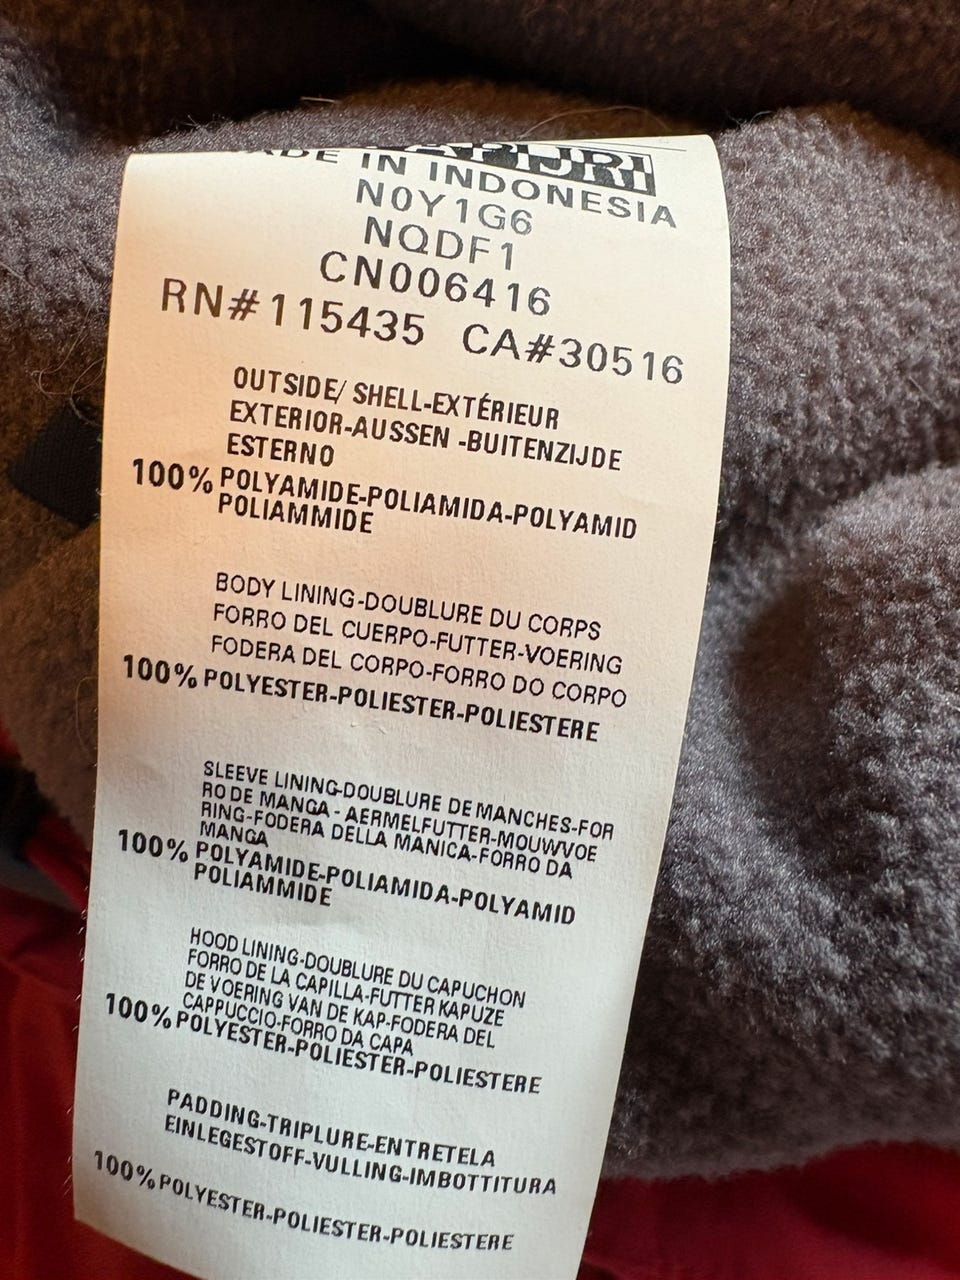 IN INDONESIA
N0Y1G6
NQDF1
CN006416
RN#115435 CA#30516
OUTSIDE/ SHELL-EXTÉRIEUR
EXTERIOR-AUSSEN -BUITENZIJDE
ESTERNO
100% POLYAMIDE-POLIAMIDA-POLYAMID
POLIAMMIDE
BODY LINING-DOUBLURE DU CORPS
FORRO DEL CUERPO-FUTTER-VOERING
FODERA DEL CORPO-FORRO DO CORPO
100% POLYESTER-POLIESTER-POLIESTERE
SLEEVE LINING-DOUBLURE DE MANCHES-FOR
RO DE MANGA - AERMELFUTTER-MOUWVOE
RING-FODERA DELLA MANICA-FORRO DA
MANGA
100% POLYAMIDE-POLIAMIDA-POLYAMID
POLIAMMIDE
HOOD LINING-DOUBLURE DU CAPUCHON
FORRO DE LA CAPILLA-FUTTER KAPUZE
DE VOERING VAN DE KAP-FODERA DEL
CAPPUCCIO-FORRO DA CAPA
100% POLYESTER-POLIESTER-POLIESTERE
PADDING-TRIPLURE-ENTRETELA
EINLEGESTOFF-VULLING-IMBOTTITURA
100% POLYESTER-POLIESTER-POLIESTERE